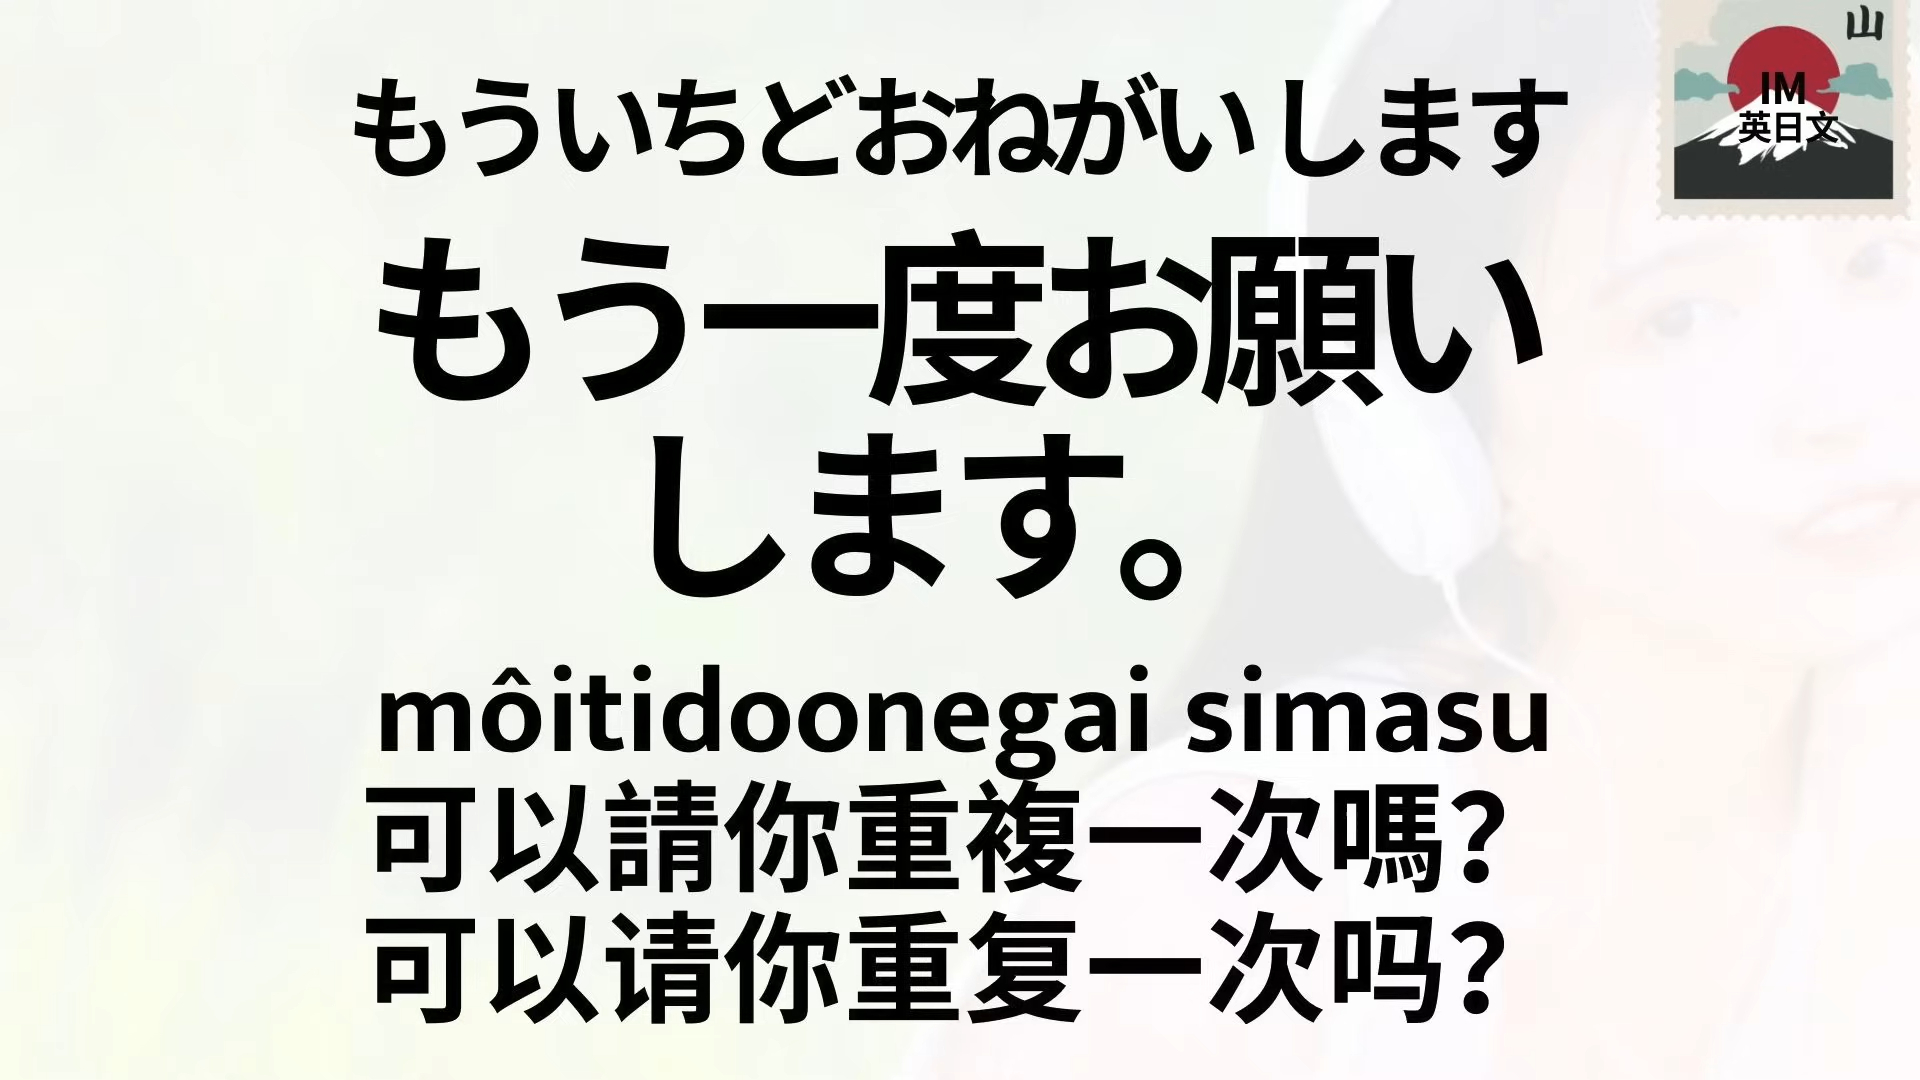 もういちどおねがい します
もう一度お願い
します。
môitidoonegai simasu
可以請你重複一次嗎？
可以请你重复一次吗？
山
IM
英日文